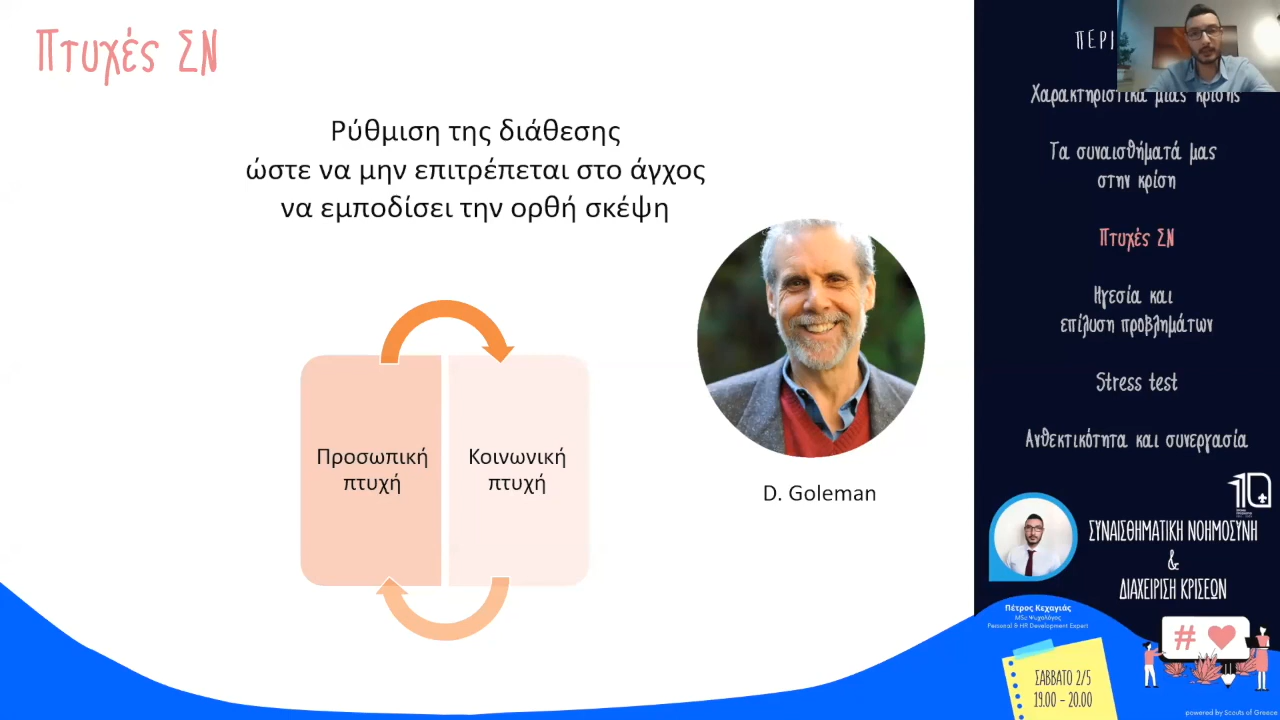 Πτυχές ΣΝ
Ρύθμιση της διάθεσης
ώστε να μην επιτρέπεται στο άγχος
να εμποδίσει την ορθή σκέψη
Προσωπική
πτυχή
Κοινωνική
πτυχή
D. Goleman
ΠΕΡΙ
Χαρακτηριστικά μιας κρίσης
Τα συναισθήματά μας
στην κρίση
Πτυχές ΣΝ
Ηγεσία και
επίλυση προβλημάτων
Stress test
Ανθεκτικότητα και συνεργασία
110
ΣΥΝΑΙΣΘΗΜΑΤΙΚΗ ΝΟΗΜΟΣΥΝΗ
&
ΔΙΑΧΕΙΡΙΣΗ ΚΡΙΣΕΩΝ
Πέτρος Κεχαγιάς
MSc Ψυχολόγος
Personal & HR Development Expert
#
ΣΑΒΒΑΤΟ 2/5
19.00 - 20.00
powered by Scouts of Greece